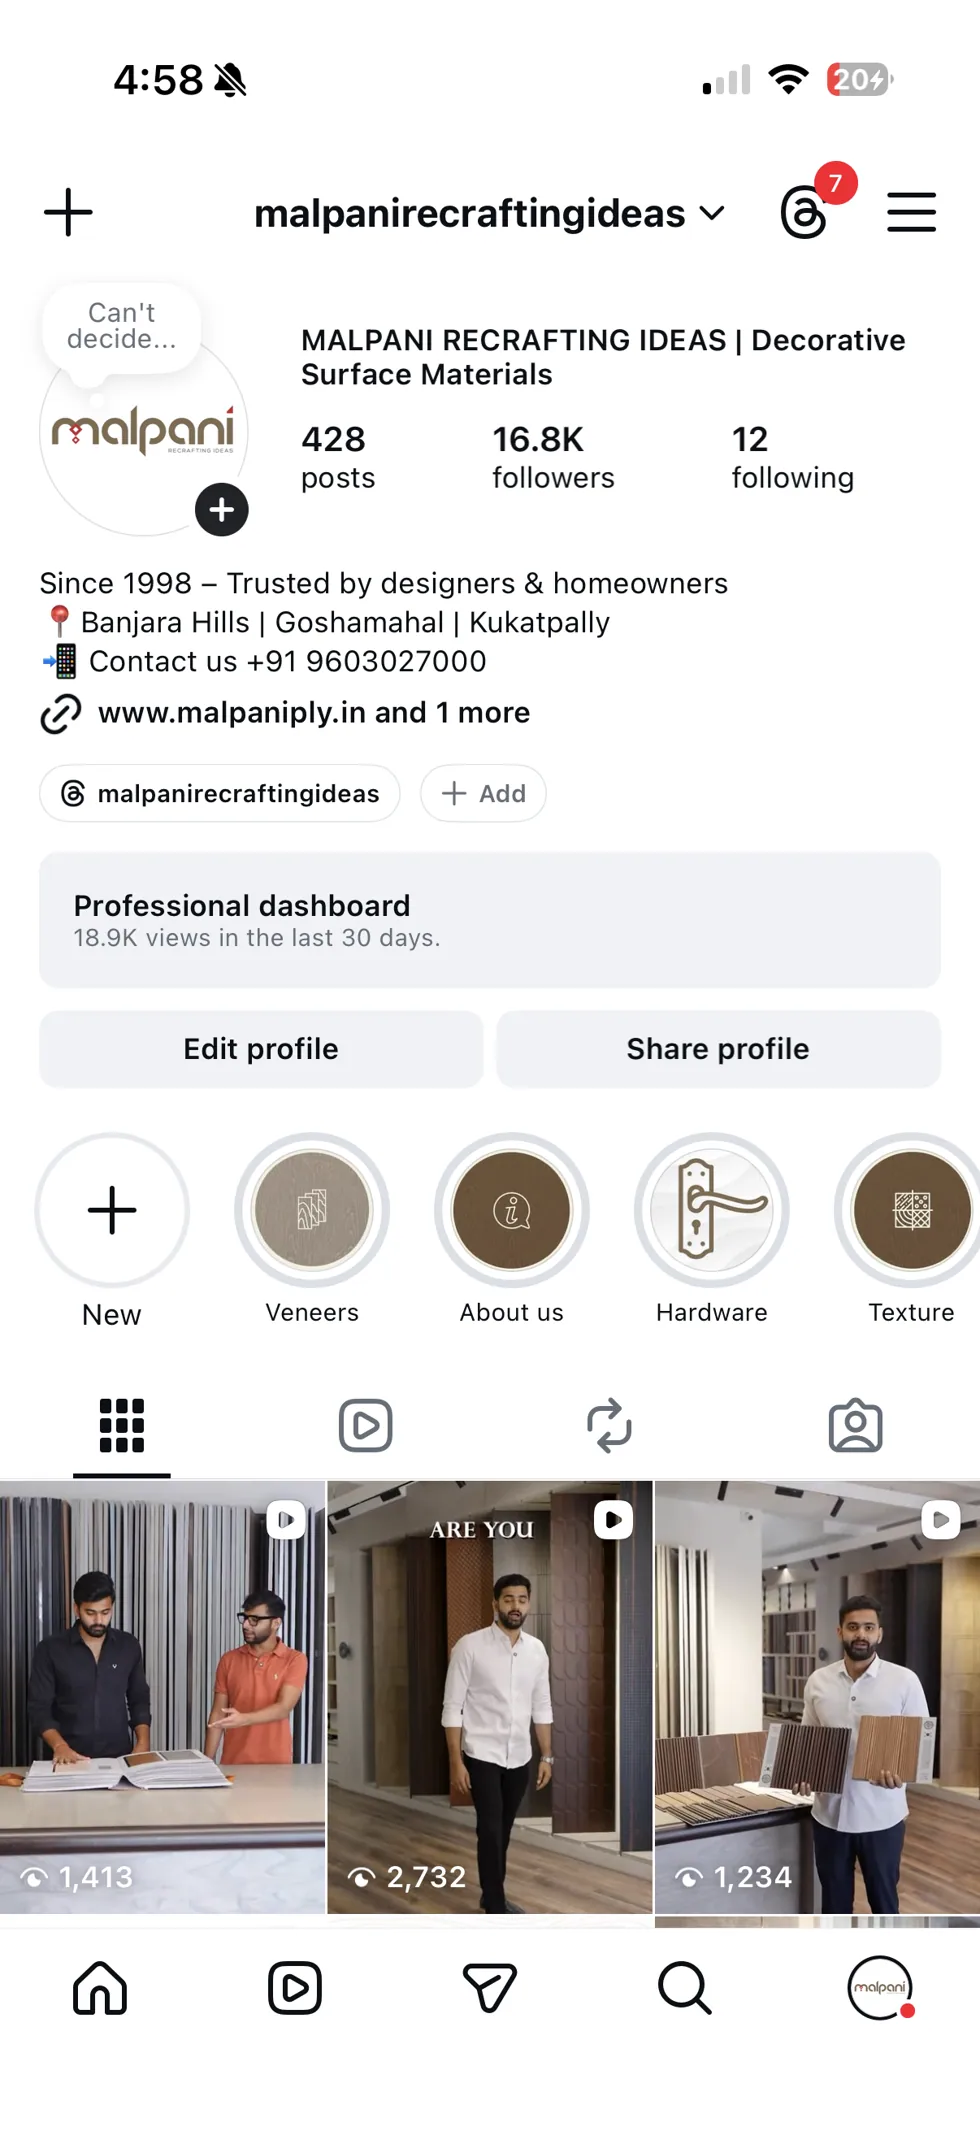 4:58
20
malpanirecraftingideas
7
Can't
decide...
malpani
RECRAFTING IDEAS
MALPANI RECRAFTING IDEAS | Decorative
Surface Materials
428
posts
16.8K
followers
12
following
Since 1998 – Trusted by designers & homeowners
📍Banjara Hills | Goshamahal | Kukatpally
📲 Contact us +91 9603027000
www.malpaniply.in and 1 more
malpanirecraftingideas
Add
Professional dashboard
18.9K views in the last 30 days.
Edit profile
Share profile
New
Veneers
About us
Hardware
Texture
ARE YOU
1,413
2,732
1,234
malpani